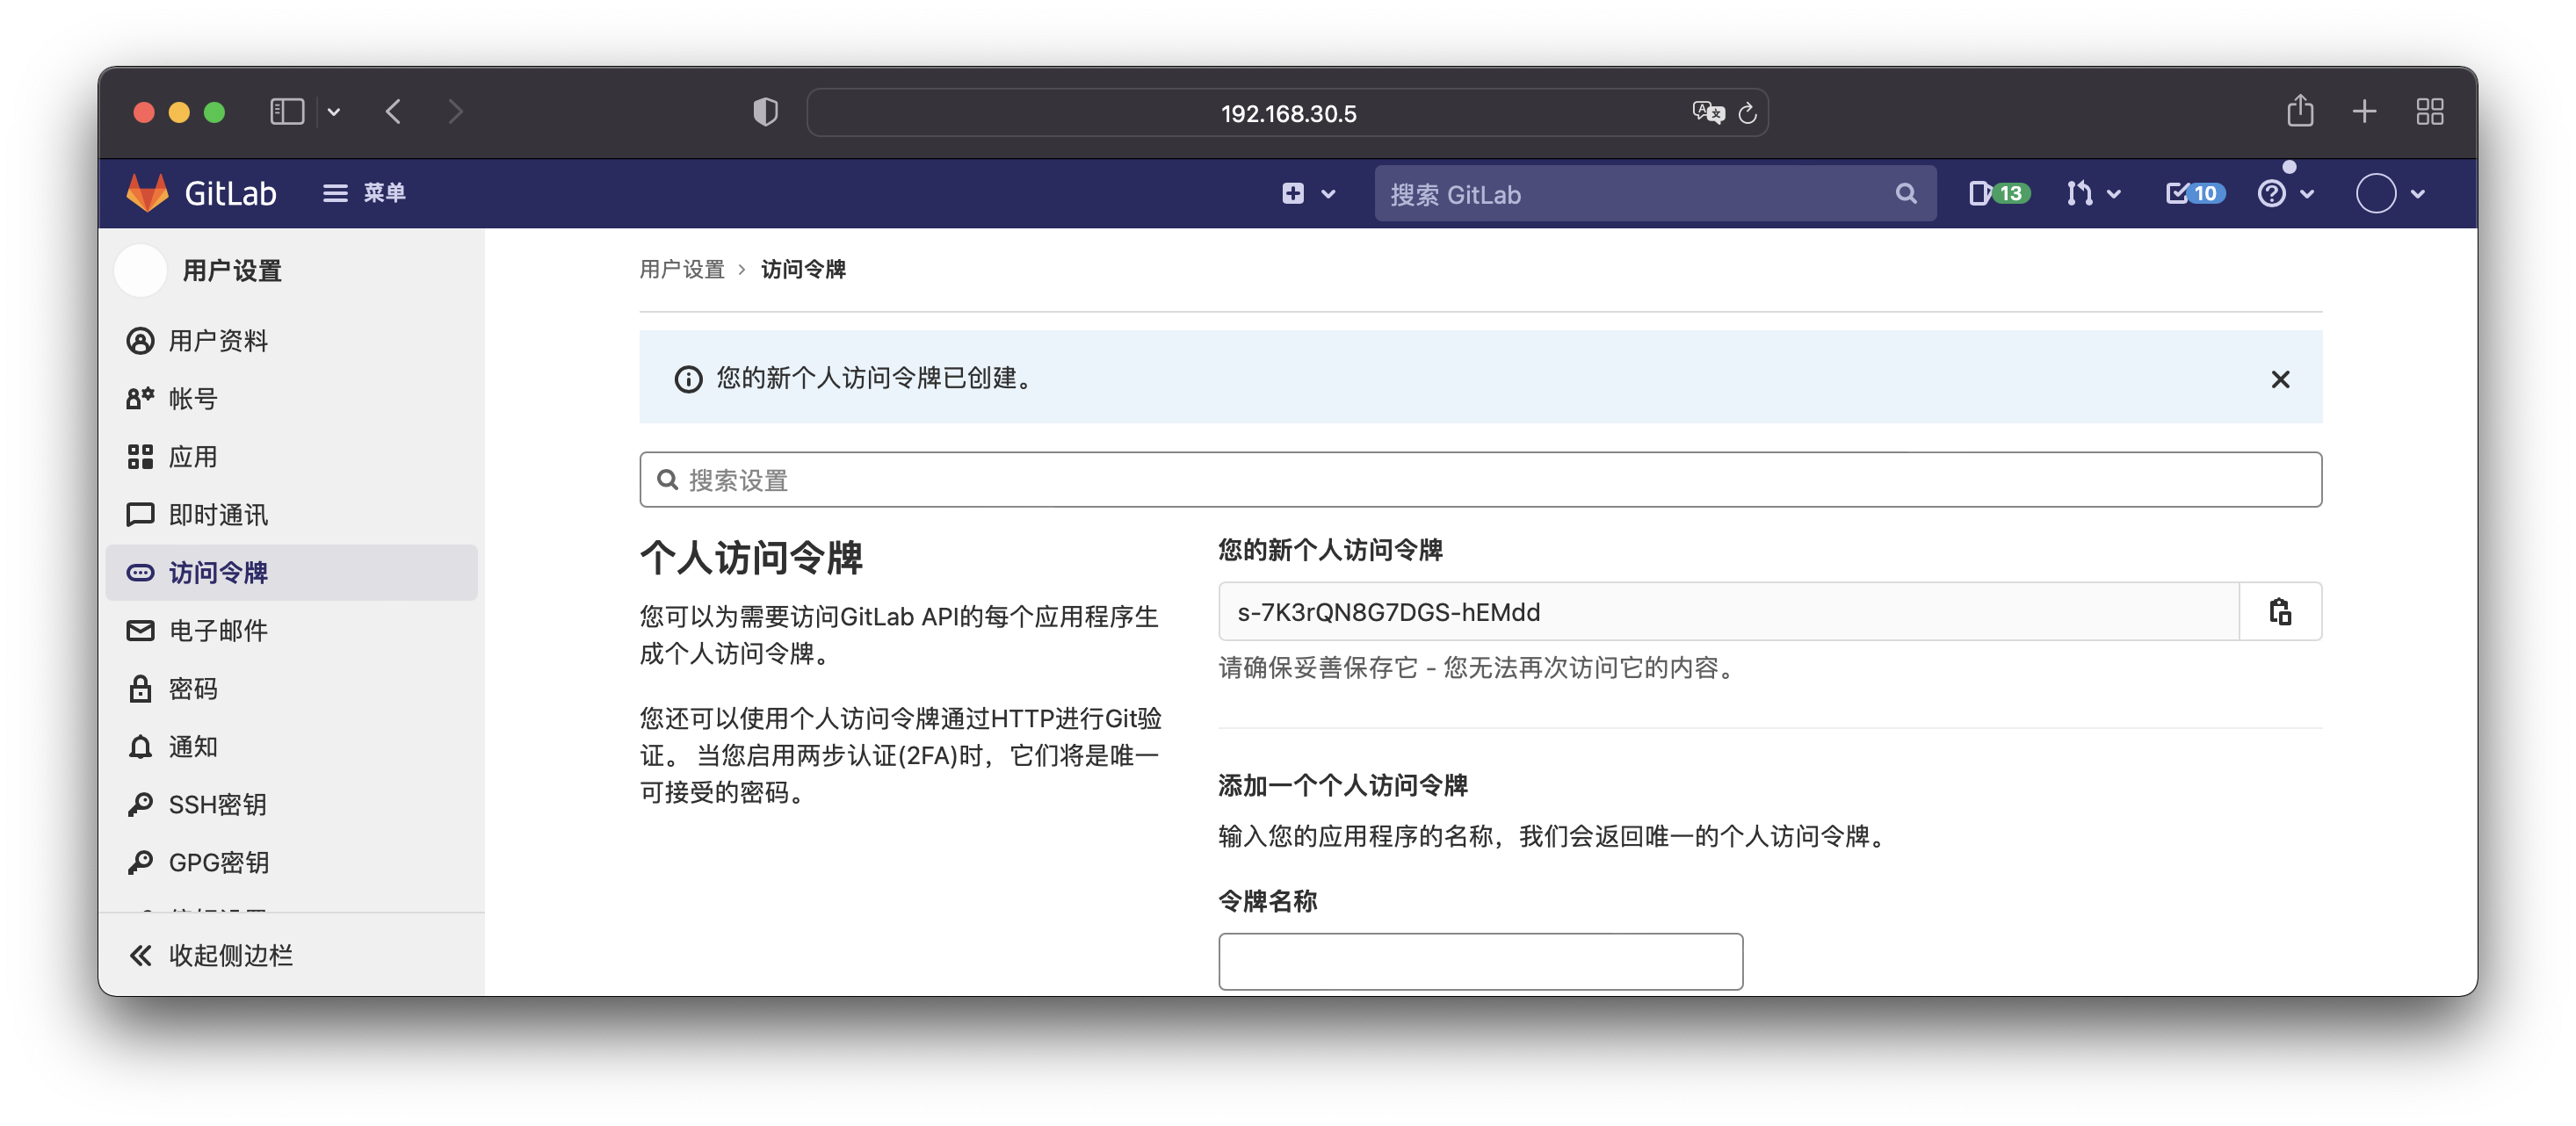 192.168.30.5
GitLab
菜单
搜索 GitLab
13
10
用户设置
用户资料
帐号
应用
即时通讯
访问令牌
电子邮件
密码
通知
SSH密钥
GPG密钥
收起侧边栏
用户设置 › 访问令牌
您的新个人访问令牌已创建。
搜索设置
个人访问令牌
您可以为需要访问GitLab API的每个应用程序生
成个人访问令牌。
您还可以使用个人访问令牌通过HTTP进行Git验
证。 当您启用两步认证(2FA)时，它们将是唯一
可接受的密码。
您的新个人访问令牌
s-7K3rQN8G7DGS-hEMdd
请确保妥善保存它 - 您无法再次访问它的内容。
添加一个个人访问令牌
输入您的应用程序的名称，我们会返回唯一的个人访问令牌。
令牌名称